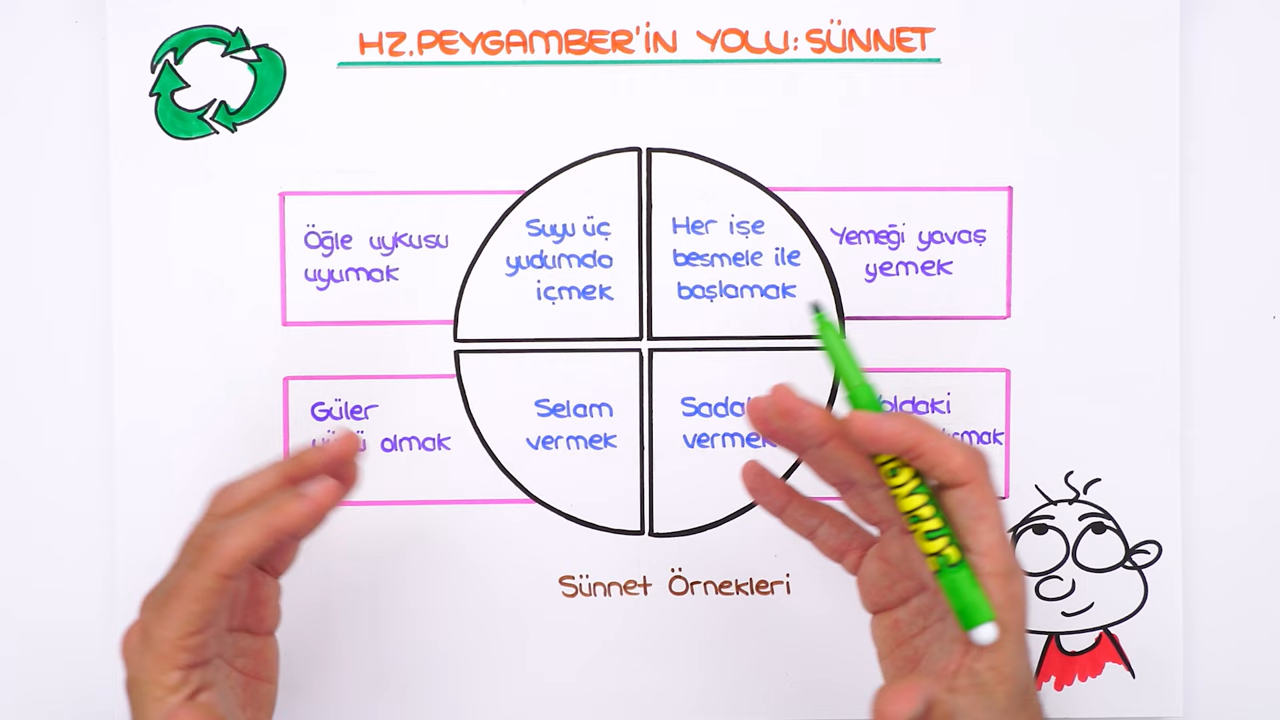 HZ.PEYGAMBER'İN YOLU: SÜNNET
Öğle uykusu
uyumak
Suyu üç
yudumda
içmek
Her işe
besmele ile
başlamak
Yemeği yavaş
yemek
Güler
olmak
Selam
vermek
vermek
Sünnet Örnekleri